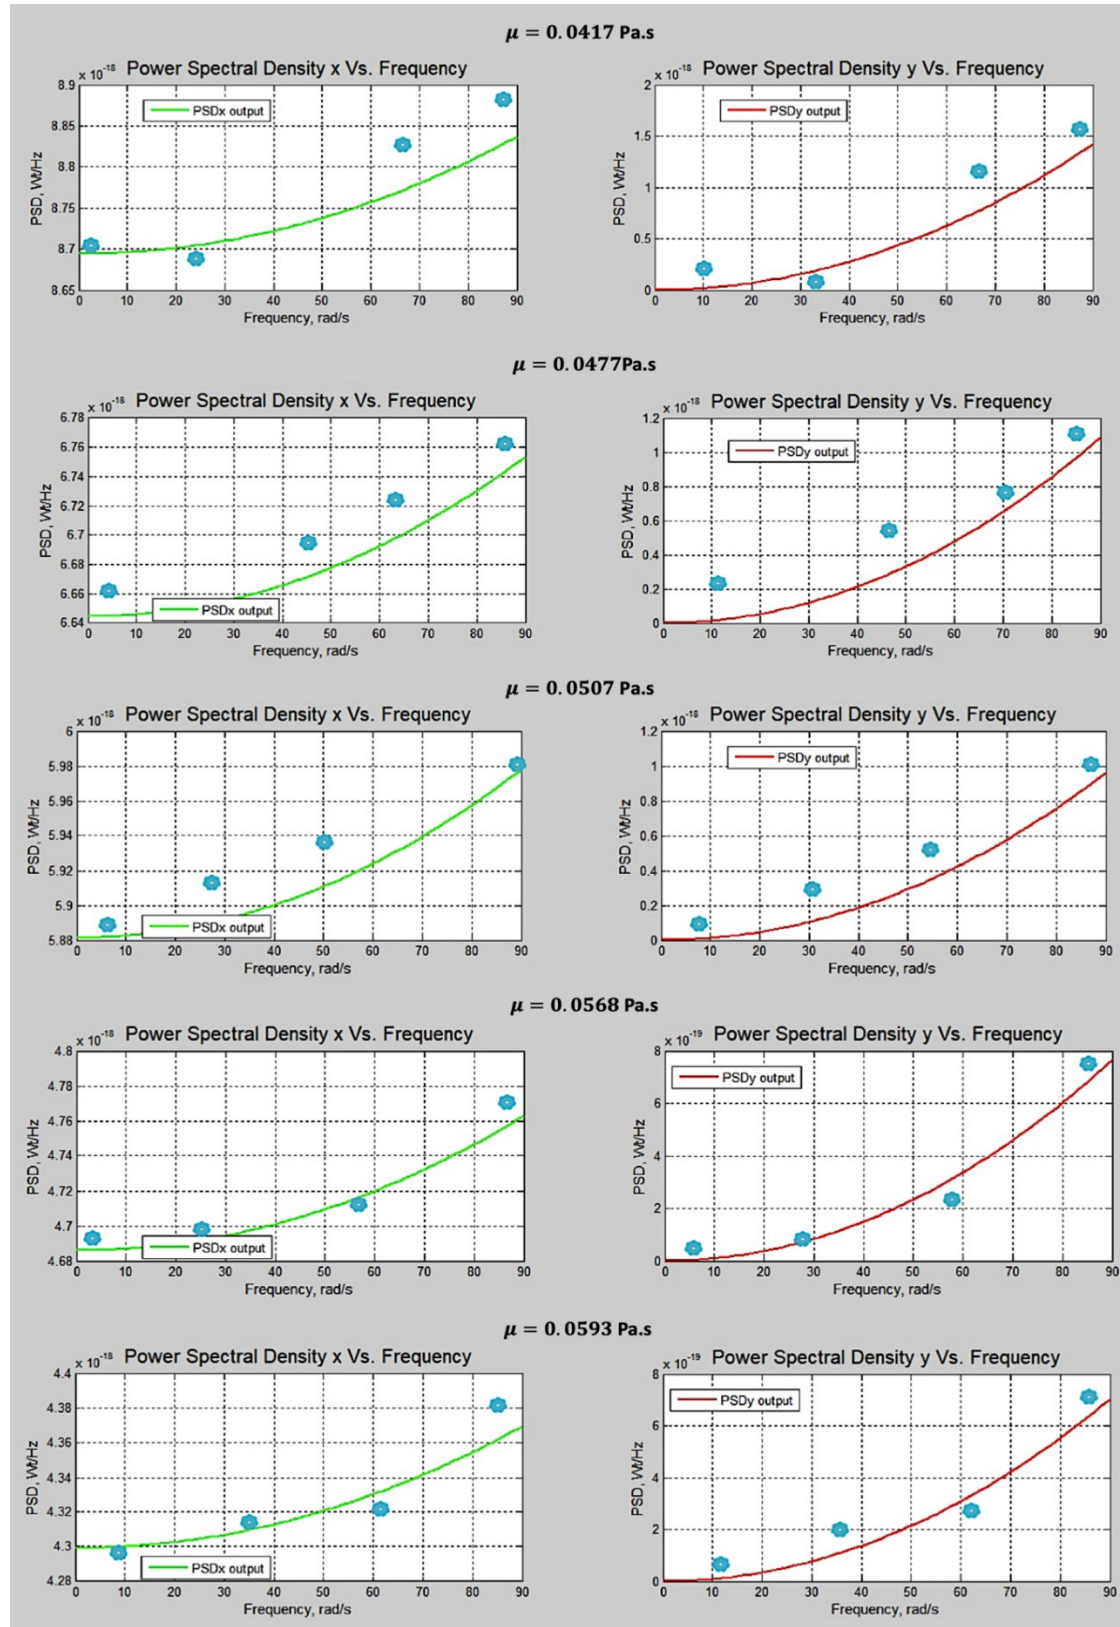 μ = 0.0417 Pa.s
x 10⁻¹⁸ Power Spectral Density x Vs. Frequency
8.9
8.85
8.8
8.75
8.7
8.65
PSD, Wt/Hz
PSDx output
0 10 20 30 40 50 60 70 80 90
Frequency, rad/s
x 10⁻¹⁸ Power Spectral Density y Vs. Frequency
2
1.5
1
0.5
0
PSD, Wt/Hz
PSDy output
0 10 20 30 40 50 60 70 80 90
Frequency, rad/s
μ = 0.0477Pa.s
x 10⁻¹⁸ Power Spectral Density x Vs. Frequency
6.78
6.76
6.74
6.72
6.7
6.68
6.66
6.64
PSD, Wt/Hz
PSDx output
0 10 20 30 40 50 60 70 80 90
Frequency, rad/s
x 10⁻¹⁸ Power Spectral Density y Vs. Frequency
1.2
1
0.8
0.6
0.4
0.2
0
PSD, Wt/Hz
PSDy output
0 10 20 30 40 50 60 70 80 90
Frequency, rad/s
μ = 0.0507 Pa.s
x 10⁻¹⁸ Power Spectral Density x Vs. Frequency
6
5.98
5.96
5.94
5.92
5.9
5.88
PSD, Wt/Hz
PSDx output
0 10 20 30 40 50 60 70 80 90
Frequency, rad/s
x 10⁻¹⁸ Power Spectral Density y Vs. Frequency
1.2
1
0.8
0.6
0.4
0.2
0
PSD, Wt/Hz
PSDy output
0 10 20 30 40 50 60 70 80 90
Frequency, rad/s
μ = 0.0568 Pa.s
x 10⁻¹⁸ Power Spectral Density x Vs. Frequency
4.8
4.78
4.76
4.74
4.72
4.7
4.68
PSD, Wt/Hz
PSDx output
0 10 20 30 40 50 60 70 80 90
Frequency, rad/s
x 10⁻¹⁹ Power Spectral Density y Vs. Frequency
8
6
4
2
0
PSD, Wt/Hz
PSDy output
0 10 20 30 40 50 60 70 80 90
Frequency, rad/s
μ = 0.0593 Pa.s
x 10⁻¹⁸ Power Spectral Density x Vs. Frequency
4.4
4.38
4.36
4.34
4.32
4.3
4.28
PSD, Wt/Hz
PSDx output
0 10 20 30 40 50 60 70 80 90
Frequency, rad/s
x 10⁻¹⁹ Power Spectral Density y Vs. Frequency
8
6
4
2
0
PSD, Wt/Hz
PSDy output
0 10 20 30 40 50 60 70 80 90
Frequency, rad/s